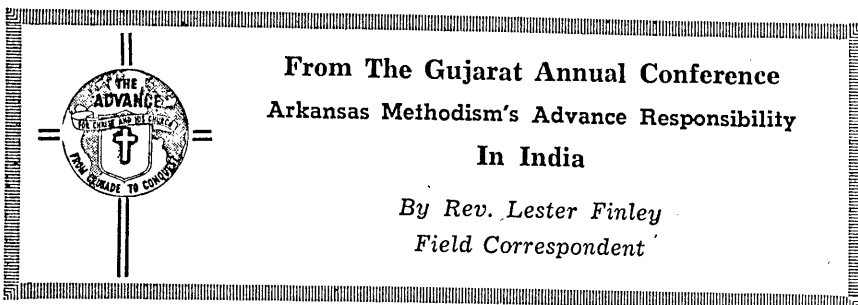 THE
ADVANCE
FOR CHRIST AND HIS CHURCH
FROM CRUSADE TO CONQUEST
From The Gujarat Annual Conference
Arkansas Methodism's Advance Responsibility
In India
By Rev. Lester Finley
Field Correspondent